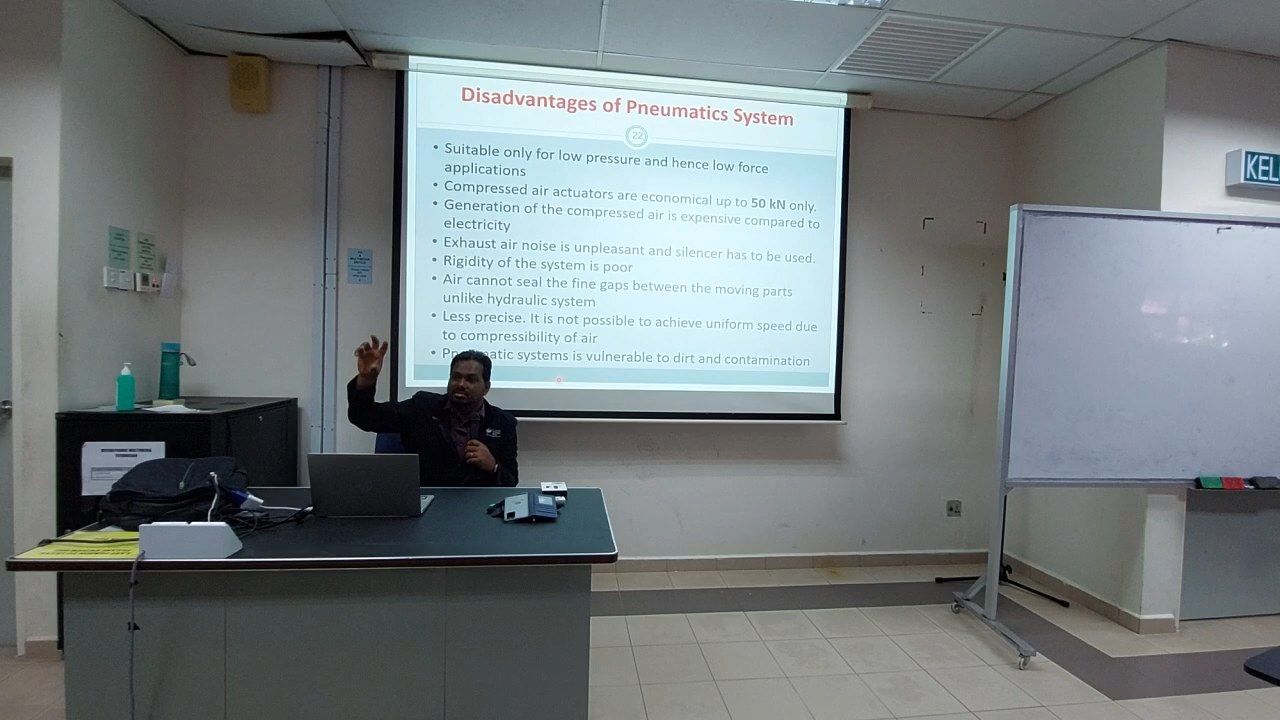 Disadvantages of Pneumatics System
22
• Suitable only for low pressure and hence low force
applications
• Compressed air actuators are economical up to 50 kN only.
• Generation of the compressed air is expensive compared to
electricity
• Exhaust air noise is unpleasant and silencer has to be used.
• Rigidity of the system is poor
• Air cannot seal the fine gaps between the moving parts
unlike hydraulic system
• Less precise. It is not possible to achieve uniform speed due
to compressibility of air
• Pneumatic systems is vulnerable to dirt and contamination
KEL